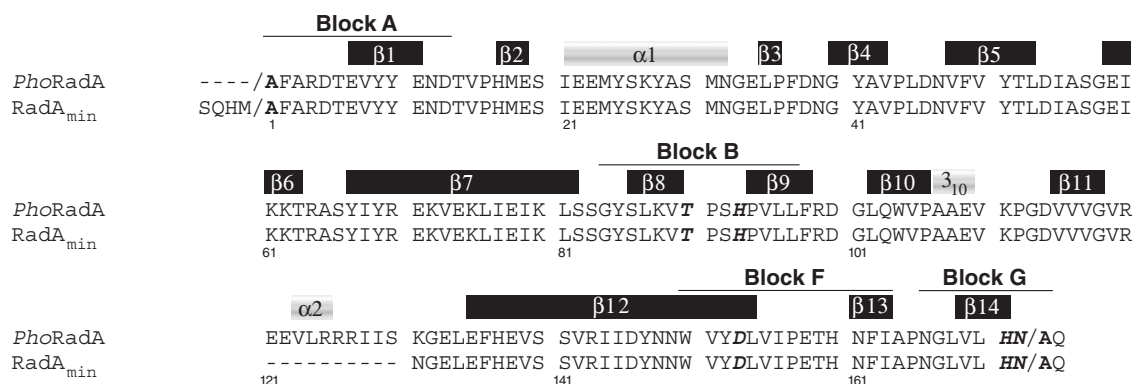 Block A
β1 β2 α1 β3 β4 β5
PhoRadA ----/AFARDTEVYY ENDTVPHMES IEEMYSKYAS MNGELPFDNG YAVPLDNVFV YTLDIASGEI
RadAmin SQHM/AFARDTEVYY ENDTVPHMES IEEMYSKYAS MNGELPFDNG YAVPLDNVFV YTLDIASGEI
1 21 41
Block B
β6 β7 β8 β9 β10 310 β11
PhoRadA KKTRASYIYR EKVEKLIEIK LSSGYSLKVT PSHPVLLFRD GLQWVPAAEV KPGDVVVGVR
RadAmin KKTRASYIYR EKVEKLIEIK LSSGYSLKVT PSHPVLLFRD GLQWVPAAEV KPGDVVVGVR
61 81 101
Block F Block G
α2 β12 β13 β14
PhoRadA EEVLRRRIIS KGELEFHEVS SVRIIDYNNW VYDLVIPETH NFIAPNGLVL HN/AQ
RadAmin ---------- NGELEFHEVS SVRIIDYNNW VYDLVIPETH NFIAPNGLVL HN/AQ
121 141 161